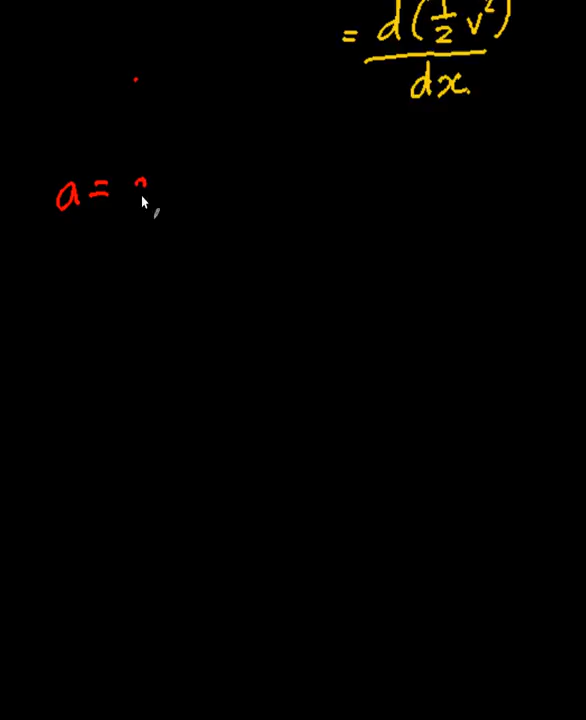 = d(½v²)/dx
a =